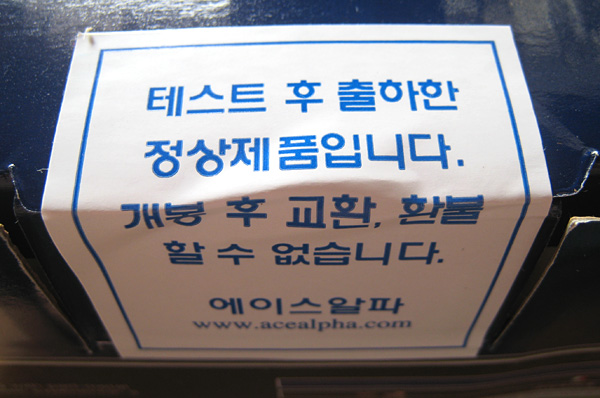 테스트 후 출하한
정상제품입니다.
개봉 후 교환, 환불
할 수 없습니다.
에이스알파
www.acealpha.com